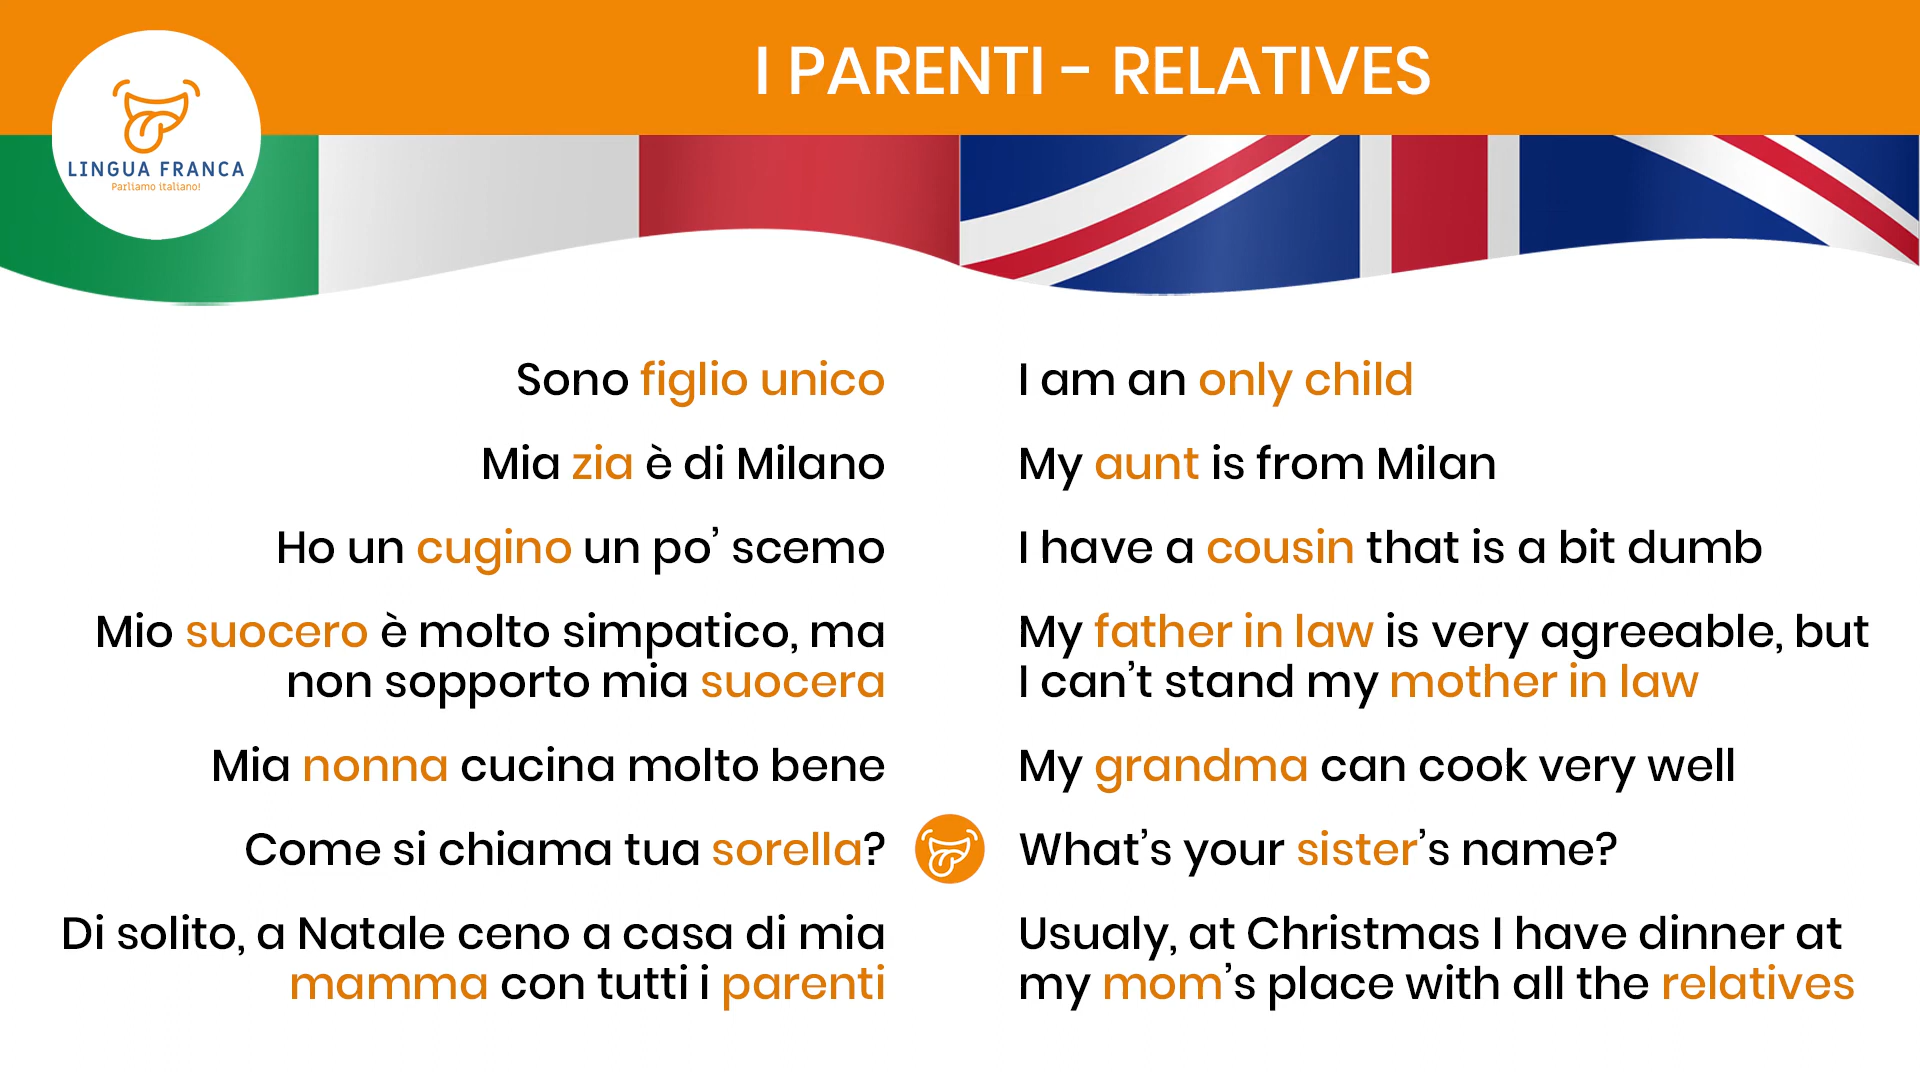 I PARENTI - RELATIVES
LINGUA FRANCA
Parliamo italiano!
Sono figlio unico
I am an only child
Mia zia è di Milano
My aunt is from Milan
Ho un cugino un po’ scemo
I have a cousin that is a bit dumb
Mio suocero è molto simpatico, ma
non sopporto mia suocera
My father in law is very agreeable, but
I can’t stand my mother in law
Mia nonna cucina molto bene
My grandma can cook very well
Come si chiama tua sorella?
What’s your sister’s name?
Di solito, a Natale ceno a casa di mia
mamma con tutti i parenti
Usualy, at Christmas I have dinner at
my mom’s place with all the relatives